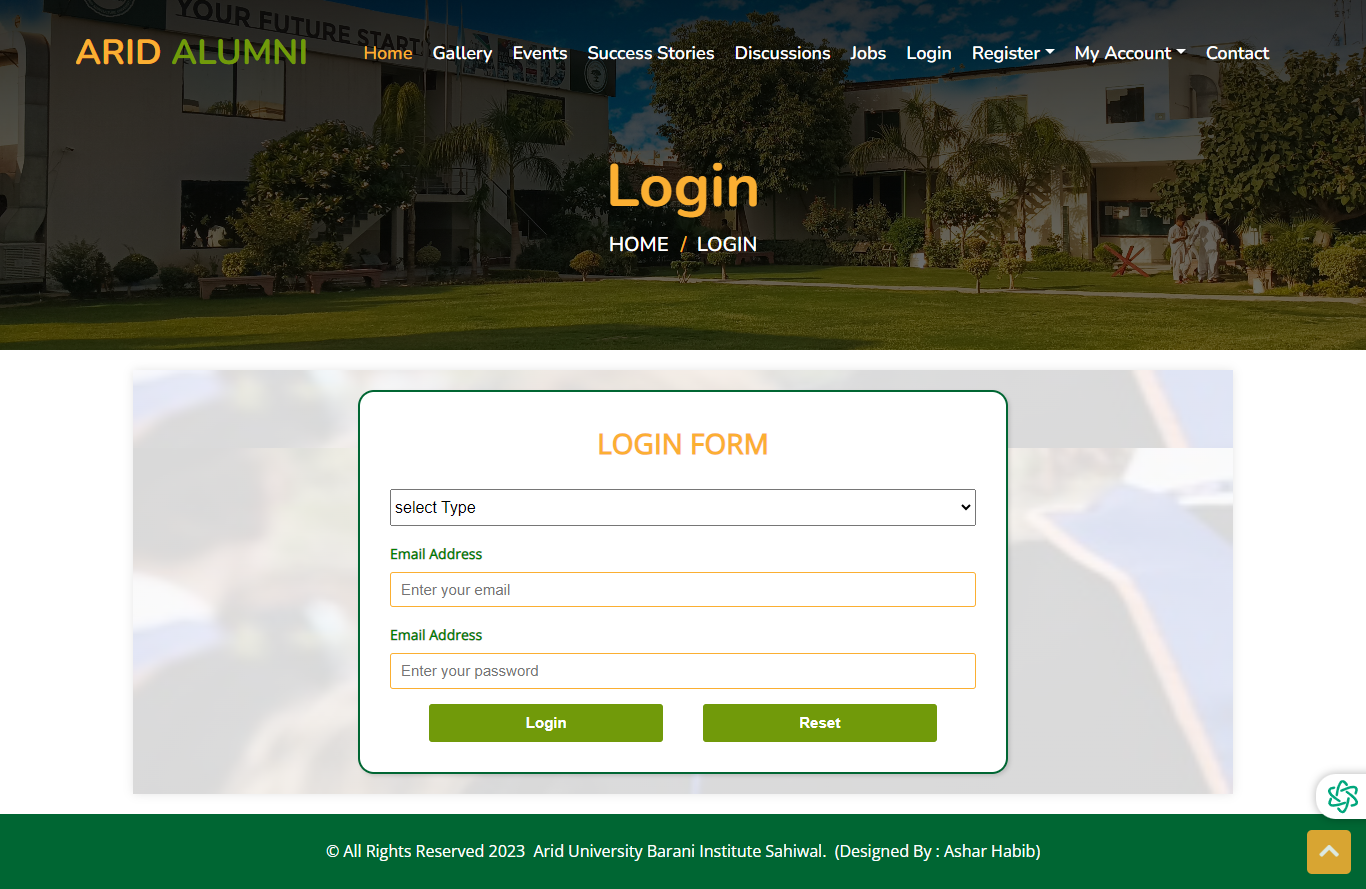 YOUR FUTURE START
ARID ALUMNI
Home Gallery Events Success Stories Discussions Jobs Login Register My Account Contact
Login
HOME / LOGIN
LOGIN FORM
select Type
Email Address
Enter your email
Email Address
Enter your password
Login Reset
© All Rights Reserved 2023 Arid University Barani Institute Sahiwal. (Designed By : Ashar Habib)